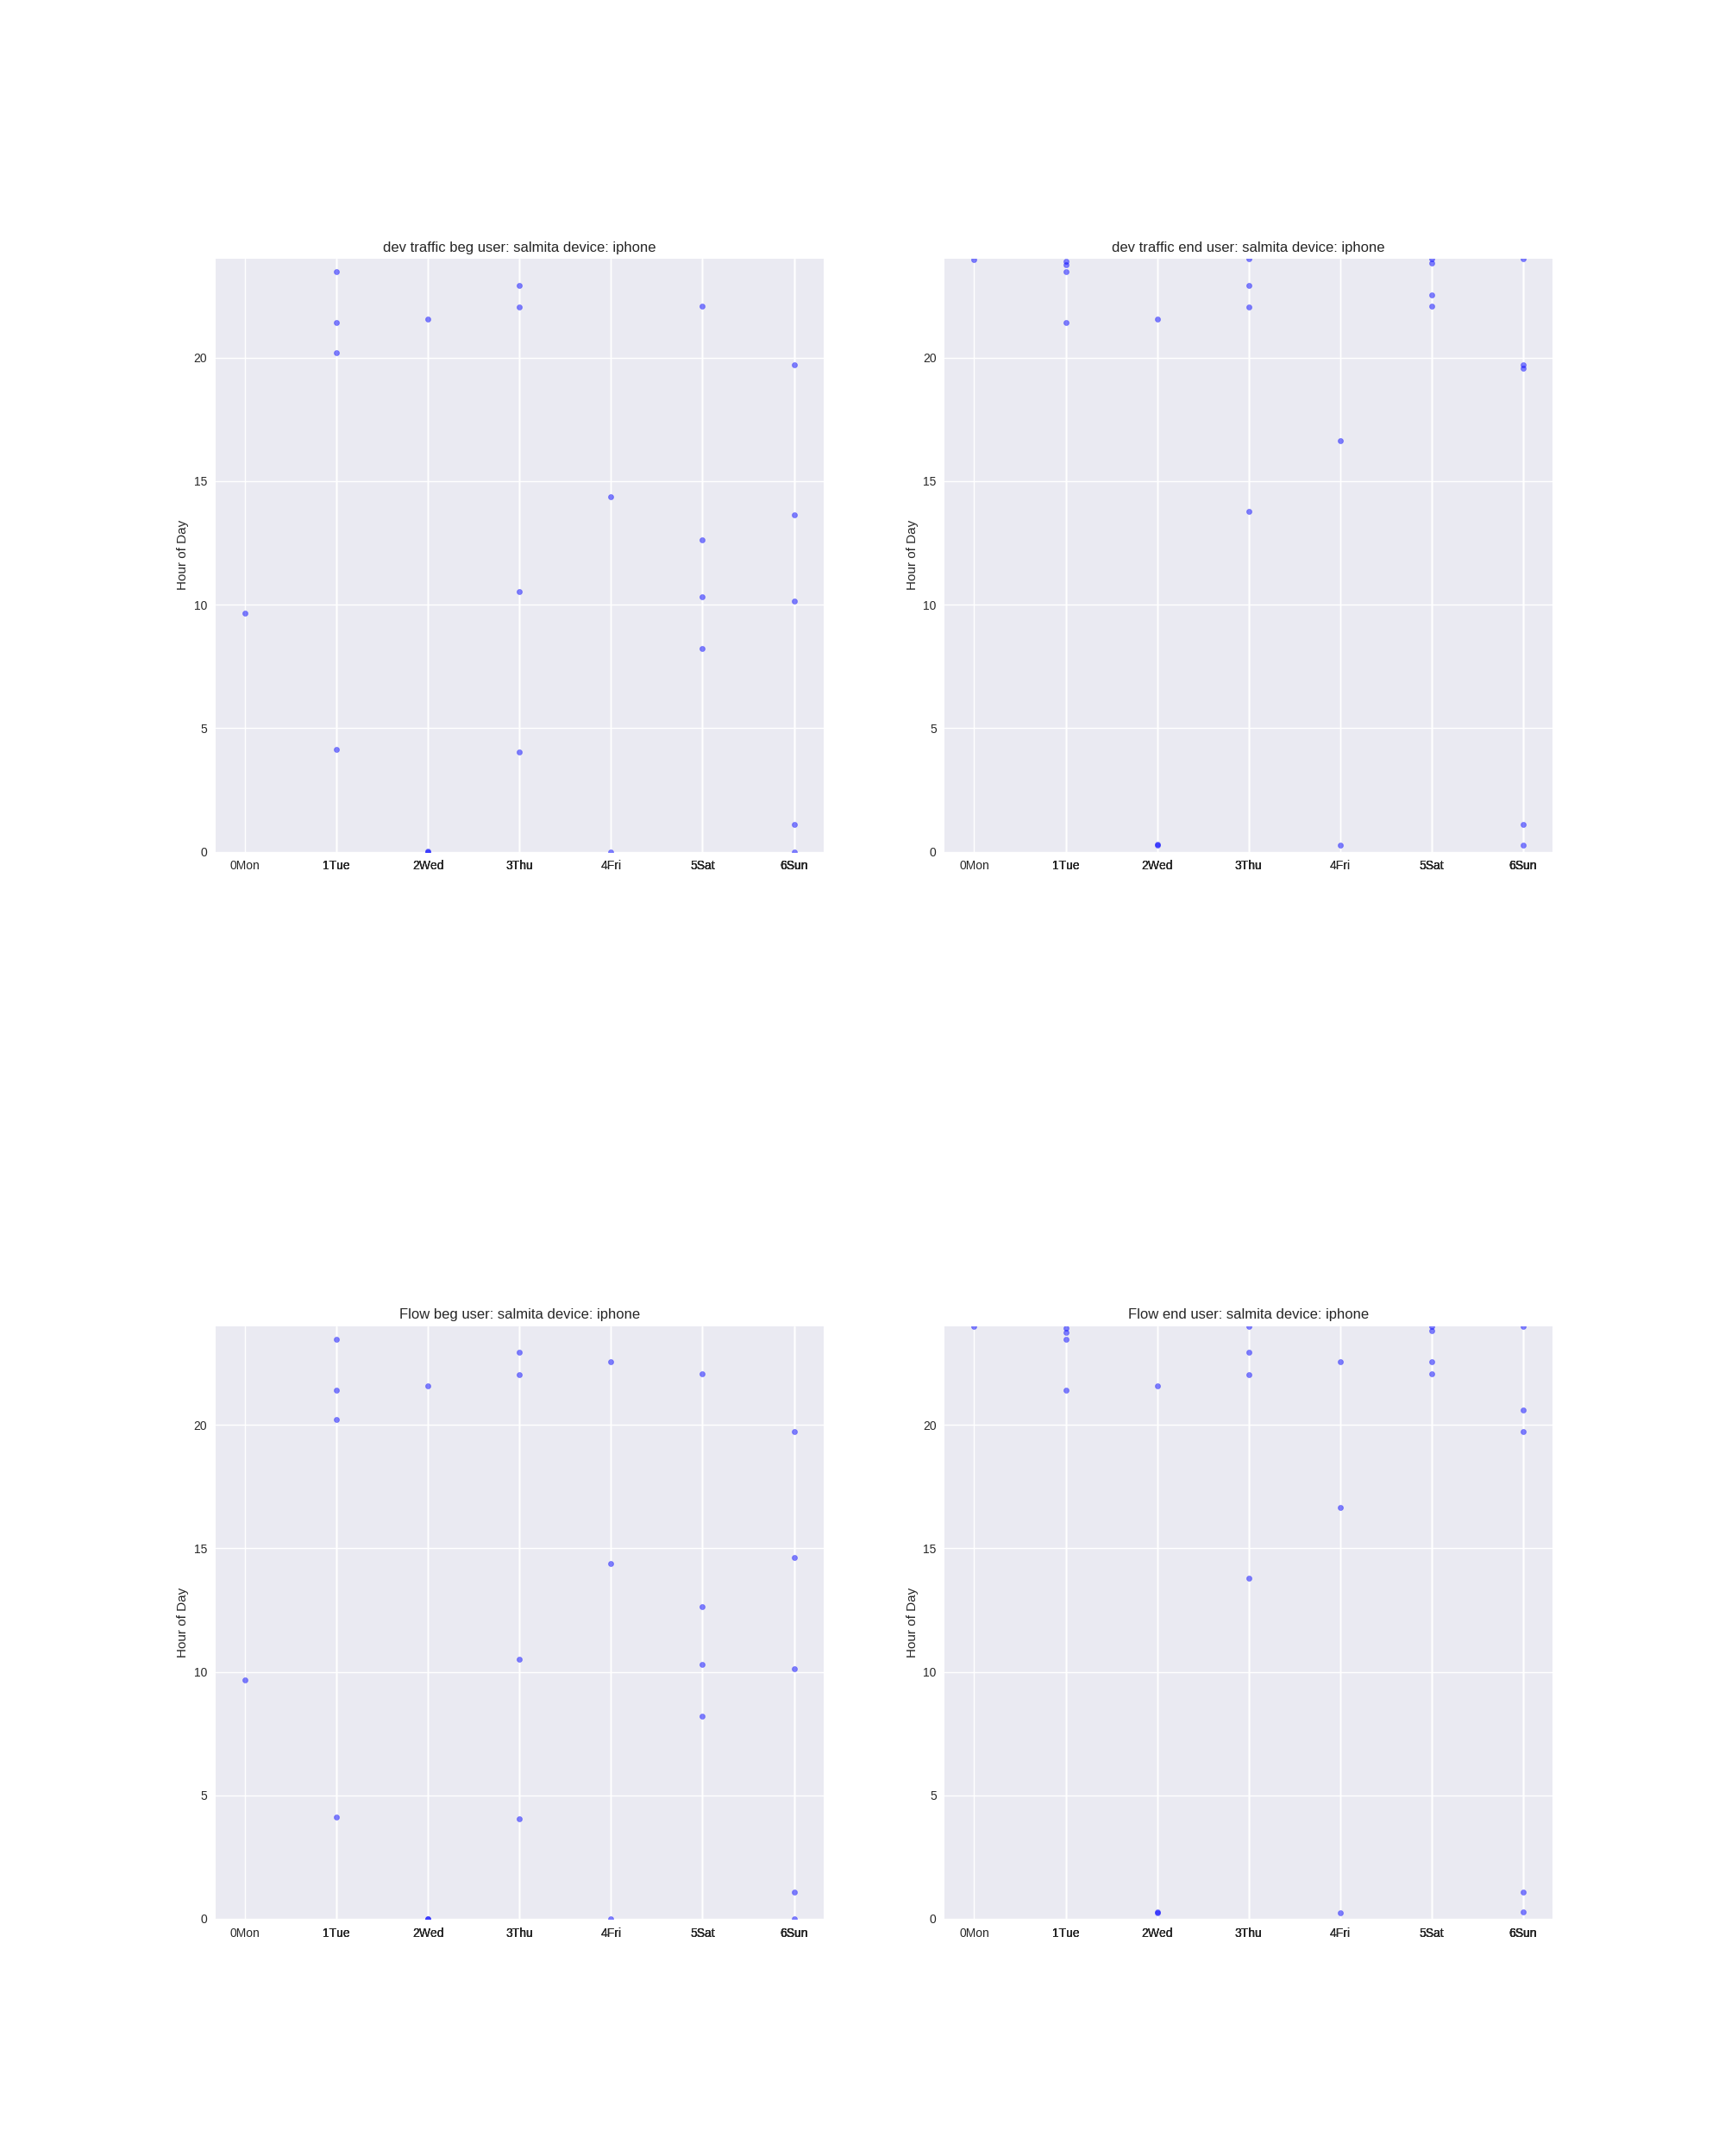 dev traffic beg user: salmita device: iphone
Hour of Day
20
15
10
5
0
0Mon 1Tue 2Wed 3Thu 4Fri 5Sat 6Sun
dev traffic end user: salmita device: iphone
Hour of Day
20
15
10
5
0
0Mon 1Tue 2Wed 3Thu 4Fri 5Sat 6Sun
Flow beg user: salmita device: iphone
Hour of Day
20
15
10
5
0
0Mon 1Tue 2Wed 3Thu 4Fri 5Sat 6Sun
Flow end user: salmita device: iphone
Hour of Day
20
15
10
5
0
0Mon 1Tue 2Wed 3Thu 4Fri 5Sat 6Sun